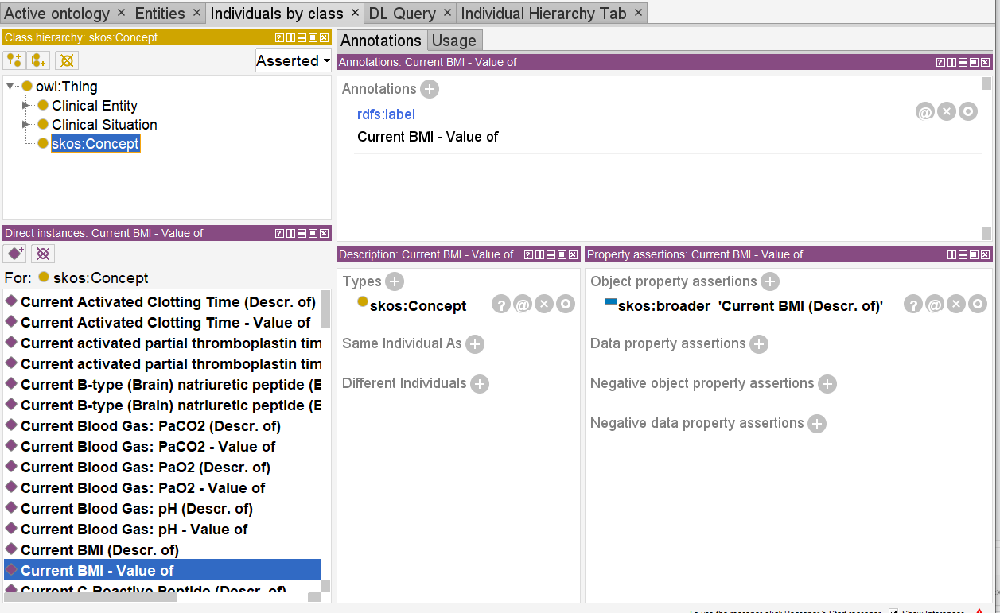 Active ontology × Entities × Individuals by class × DL Query × Individual Hierarchy Tab ×
Class hierarchy: skos:Concept
Asserted
owl:Thing
Clinical Entity
Clinical Situation
skos:Concept
Direct instances: Current BMI - Value of
For: skos:Concept
Current Activated Clotting Time (Descr. of)
Current Activated Clotting Time - Value of
Current activated partial thromboplastin tim
Current activated partial thromboplastin tim
Current B-type (Brain) natriuretic peptide (E
Current B-type (Brain) natriuretic peptide (E
Current Blood Gas: PaCO2 (Descr. of)
Current Blood Gas: PaCO2 - Value of
Current Blood Gas: PaO2 (Descr. of)
Current Blood Gas: PaO2 - Value of
Current Blood Gas: pH (Descr. of)
Current Blood Gas: pH - Value of
Current BMI (Descr. of)
Current BMI - Value of
Current C-Reactive Peptide (Descr. of)
Annotations Usage
Annotations: Current BMI - Value of
Annotations
rdfs:label
Current BMI - Value of
Description: Current BMI - Value of
Types
skos:Concept
Same Individual As
Different Individuals
Property assertions: Current BMI - Value of
Object property assertions
skos:broader 'Current BMI (Descr. of)'
Data property assertions
Negative object property assertions
Negative data property assertions
To use the reasoner click Reasoner > Start reasoner Show Inferences